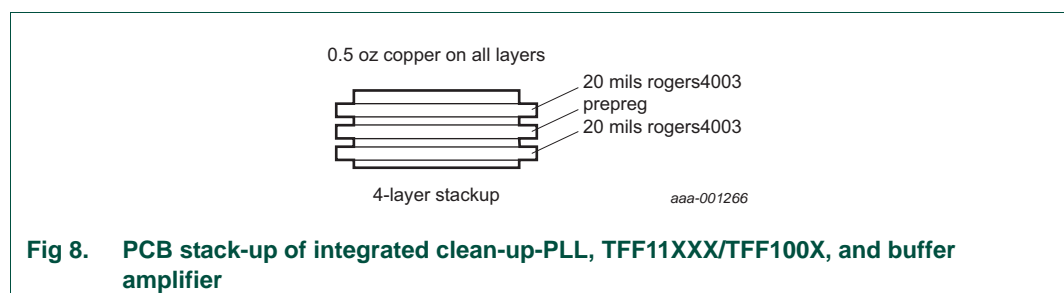 0.5 oz copper on all layers
20 mils rogers4003
prepreg
20 mils rogers4003
4-layer stackup
aaa-001266
Fig 8. PCB stack-up of integrated clean-up-PLL, TFF11XXX/TFF100X, and buffer
amplifier